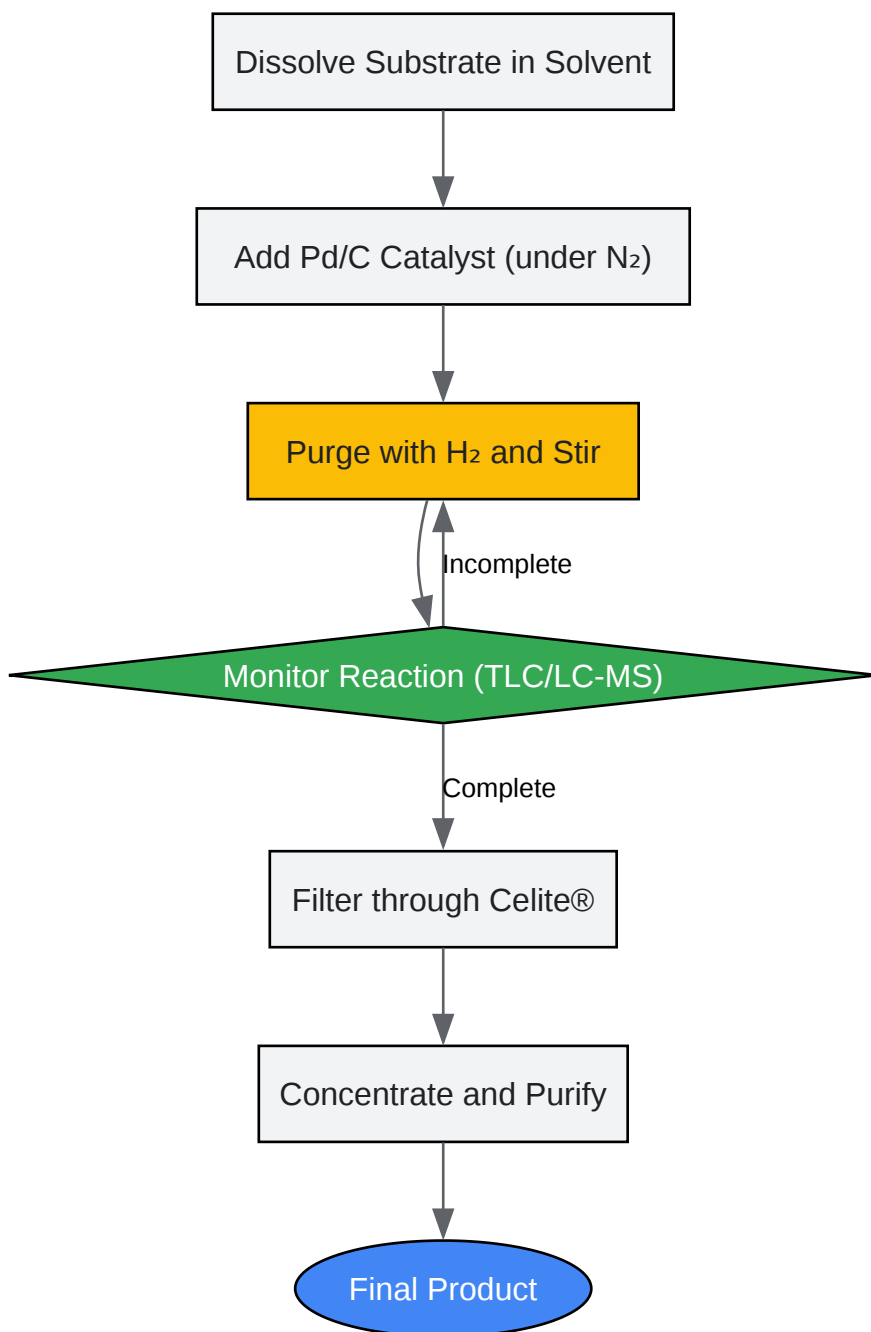 Dissolve Substrate in Solvent
Add Pd/C Catalyst (under N₂)
Purge with H₂ and Stir
Incomplete
Monitor Reaction (TLC/LC-MS)
Complete
Filter through Celite®
Concentrate and Purify
Final Product